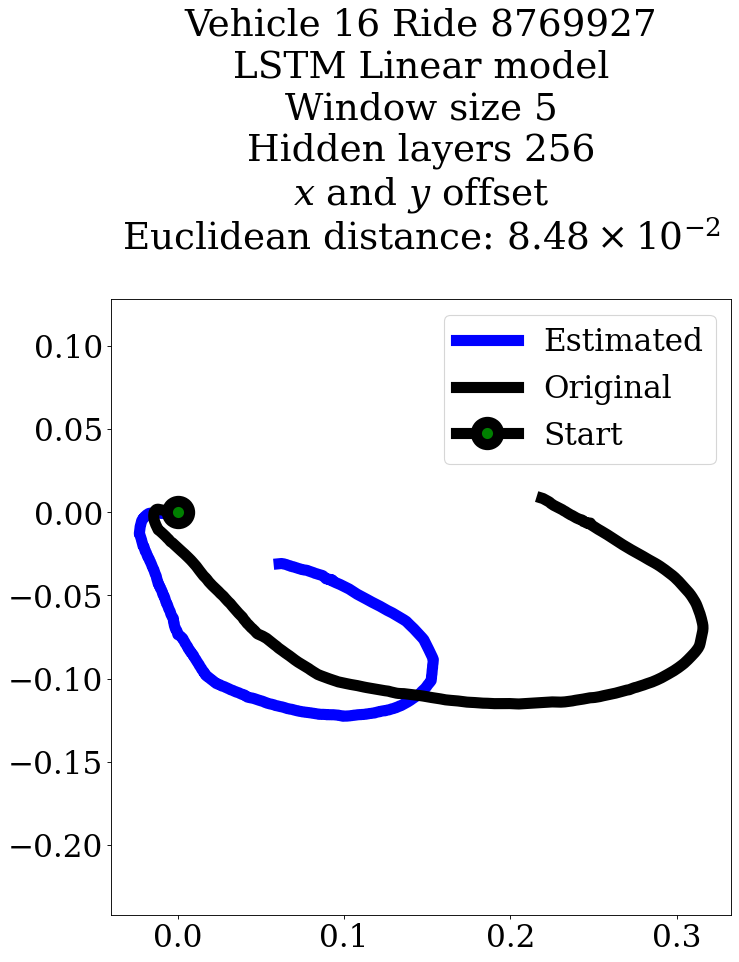 Vehicle 16 Ride 8769927
LSTM Linear model
Window size 5
Hidden layers 256
x and y offset
Euclidean distance: 8.48 × 10⁻²
Estimated
Original
Start
0.10
0.05
0.00
−0.05
−0.10
−0.15
−0.20
0.0 0.1 0.2 0.3